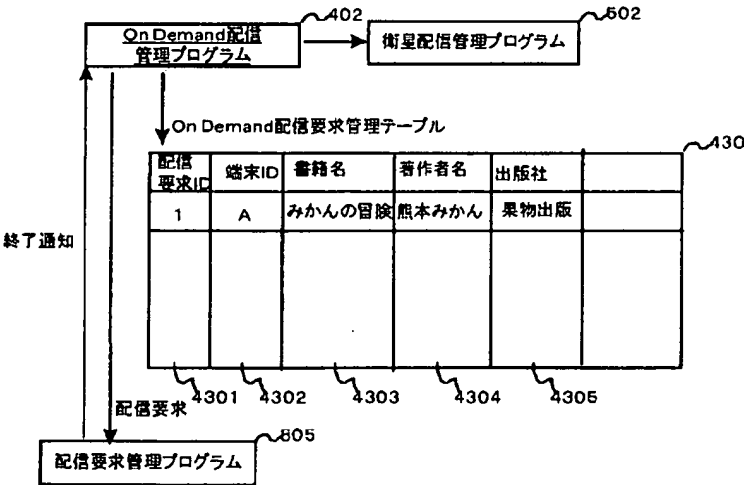 402
On Demand配信
管理プログラム
502
衛星配信管理プログラム
On Demand配信要求管理テーブル
430
配信
要求ID
端末ID
書籍名
著作者名
出版社
1
A
みかんの冒険
熊本みかん
果物出版
終了通知
4301
4302
4303
4304
4305
配信要求
805
配信要求管理プログラム